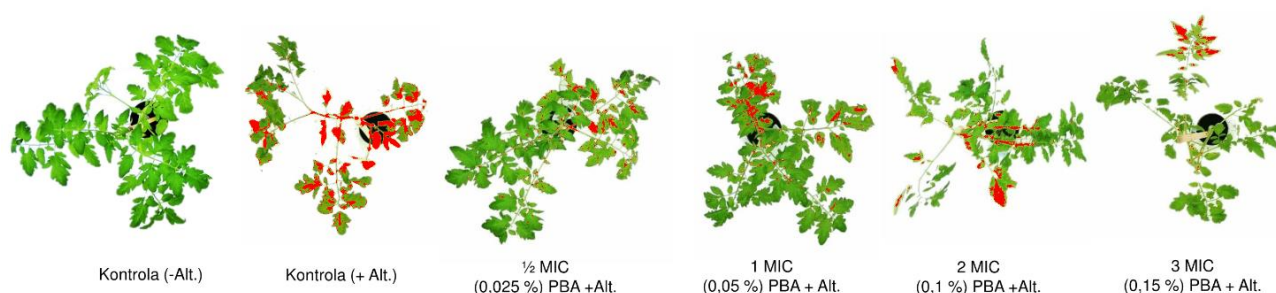 Kontrola (-Alt.)
Kontrola (+ Alt.)
½ MIC
(0.025 %) PBA +Alt.
1 MIC
(0,05 %) PBA + Alt.
2 MIC
(0,1 %) PBA +Alt.
3 MIC
(0,15 %) PBA + Alt.